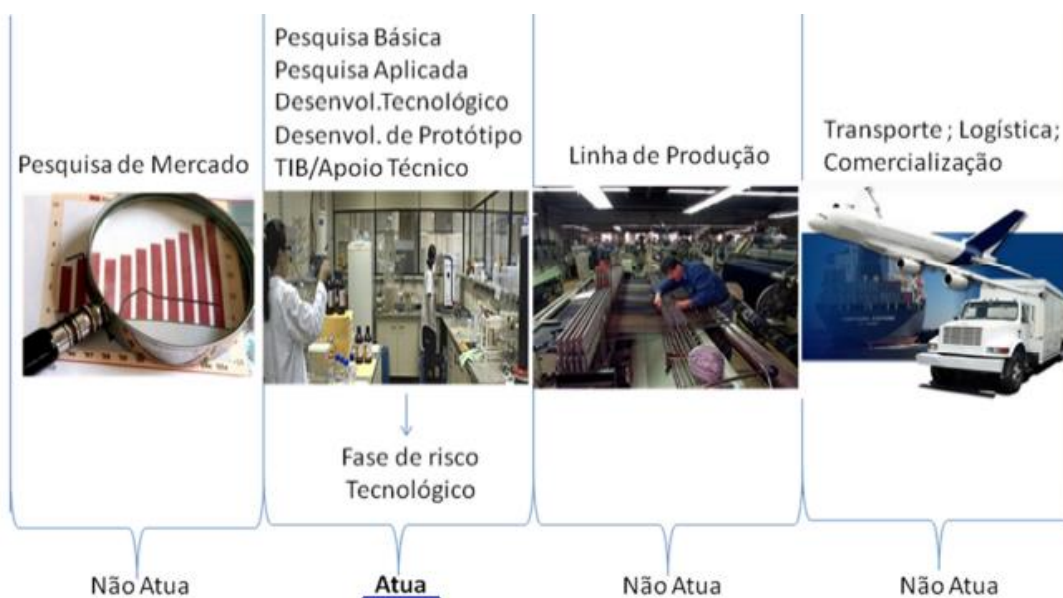 Pesquisa de Mercado
Pesquisa Básica
Pesquisa Aplicada
Desenvol.Tecnológico
Desenvol. de Protótipo
TIB/Apoio Técnico
Linha de Produção
Transporte ; Logística;
Comercialização
Fase de risco
Tecnológico
Não Atua
Atua
Não Atua
Não Atua